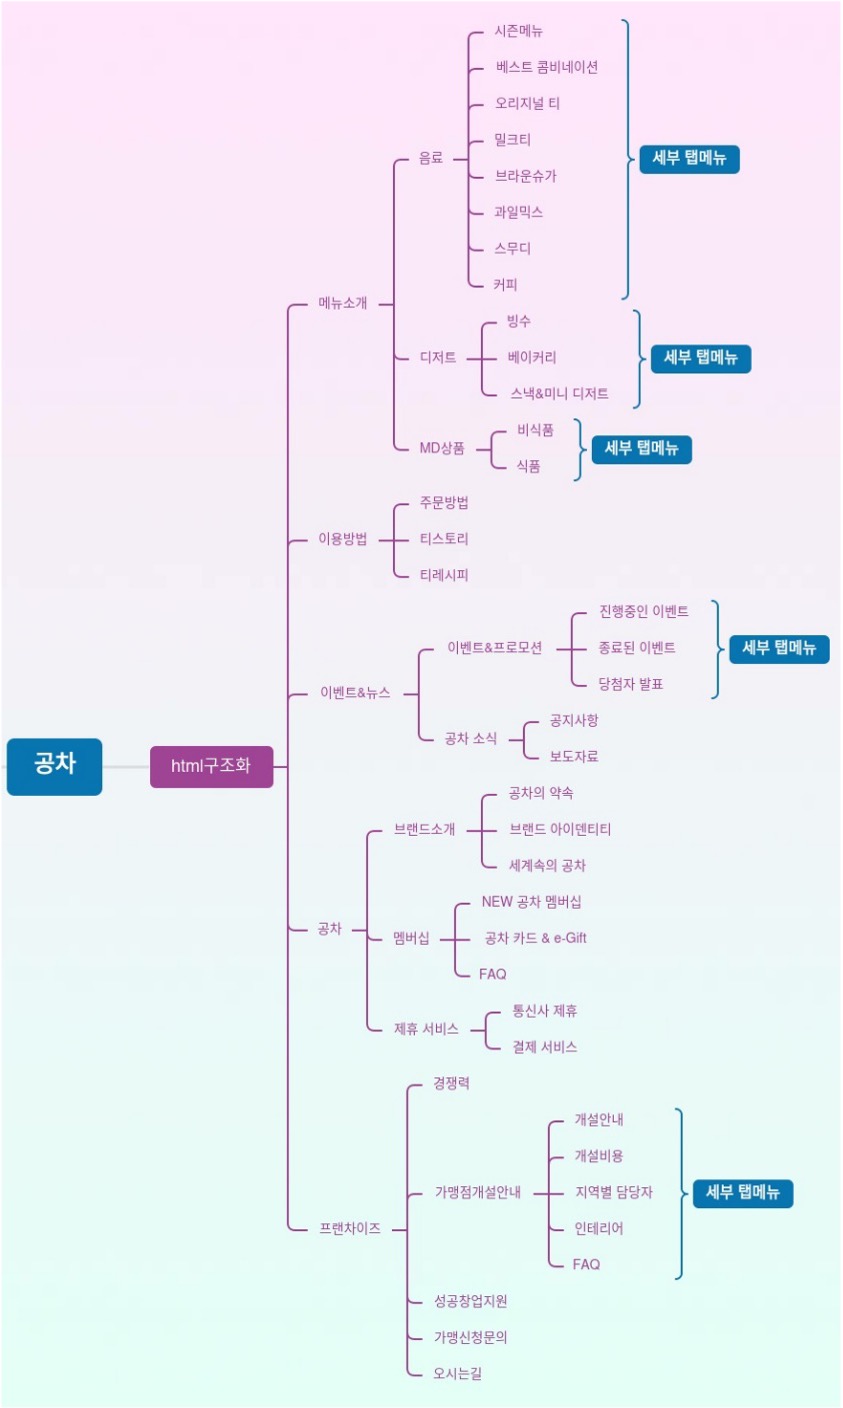 공차
html구조화
메뉴소개
음료
시즌메뉴
베스트 콤비네이션
오리지널 티
밀크티
브라운슈가
과일믹스
스무디
커피
세부 탭메뉴
디저트
빙수
베이커리
스낵&미니 디저트
세부 탭메뉴
MD상품
비식품
식품
세부 탭메뉴
이용방법
주문방법
티스토리
티레시피
이벤트&뉴스
이벤트&프로모션
진행중인 이벤트
종료된 이벤트
당첨자 발표
세부 탭메뉴
공차 소식
공지사항
보도자료
공차
브랜드소개
공차의 약속
브랜드 아이덴티티
세계속의 공차
멤버십
NEW 공차 멤버십
공차 카드 & e-Gift
FAQ
제휴 서비스
통신사 제휴
결제 서비스
프랜차이즈
경쟁력
가맹점개설안내
개설안내
개설비용
지역별 담당자
인테리어
FAQ
세부 탭메뉴
성공창업지원
가맹신청문의
오시는길